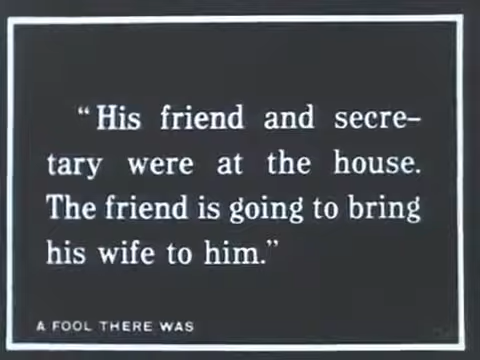 “His friend and secre–
tary were at the house.
The friend is going to bring
his wife to him.”
A FOOL THERE WAS